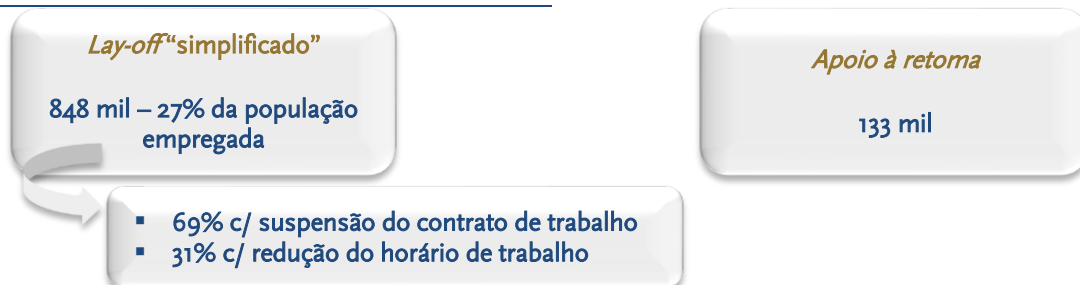 Lay-off “simplificado”
848 mil – 27% da população
empregada
▪ 69% c/ suspensão do contrato de trabalho
▪ 31% c/ redução do horário de trabalho
Apoio à retoma
133 mil